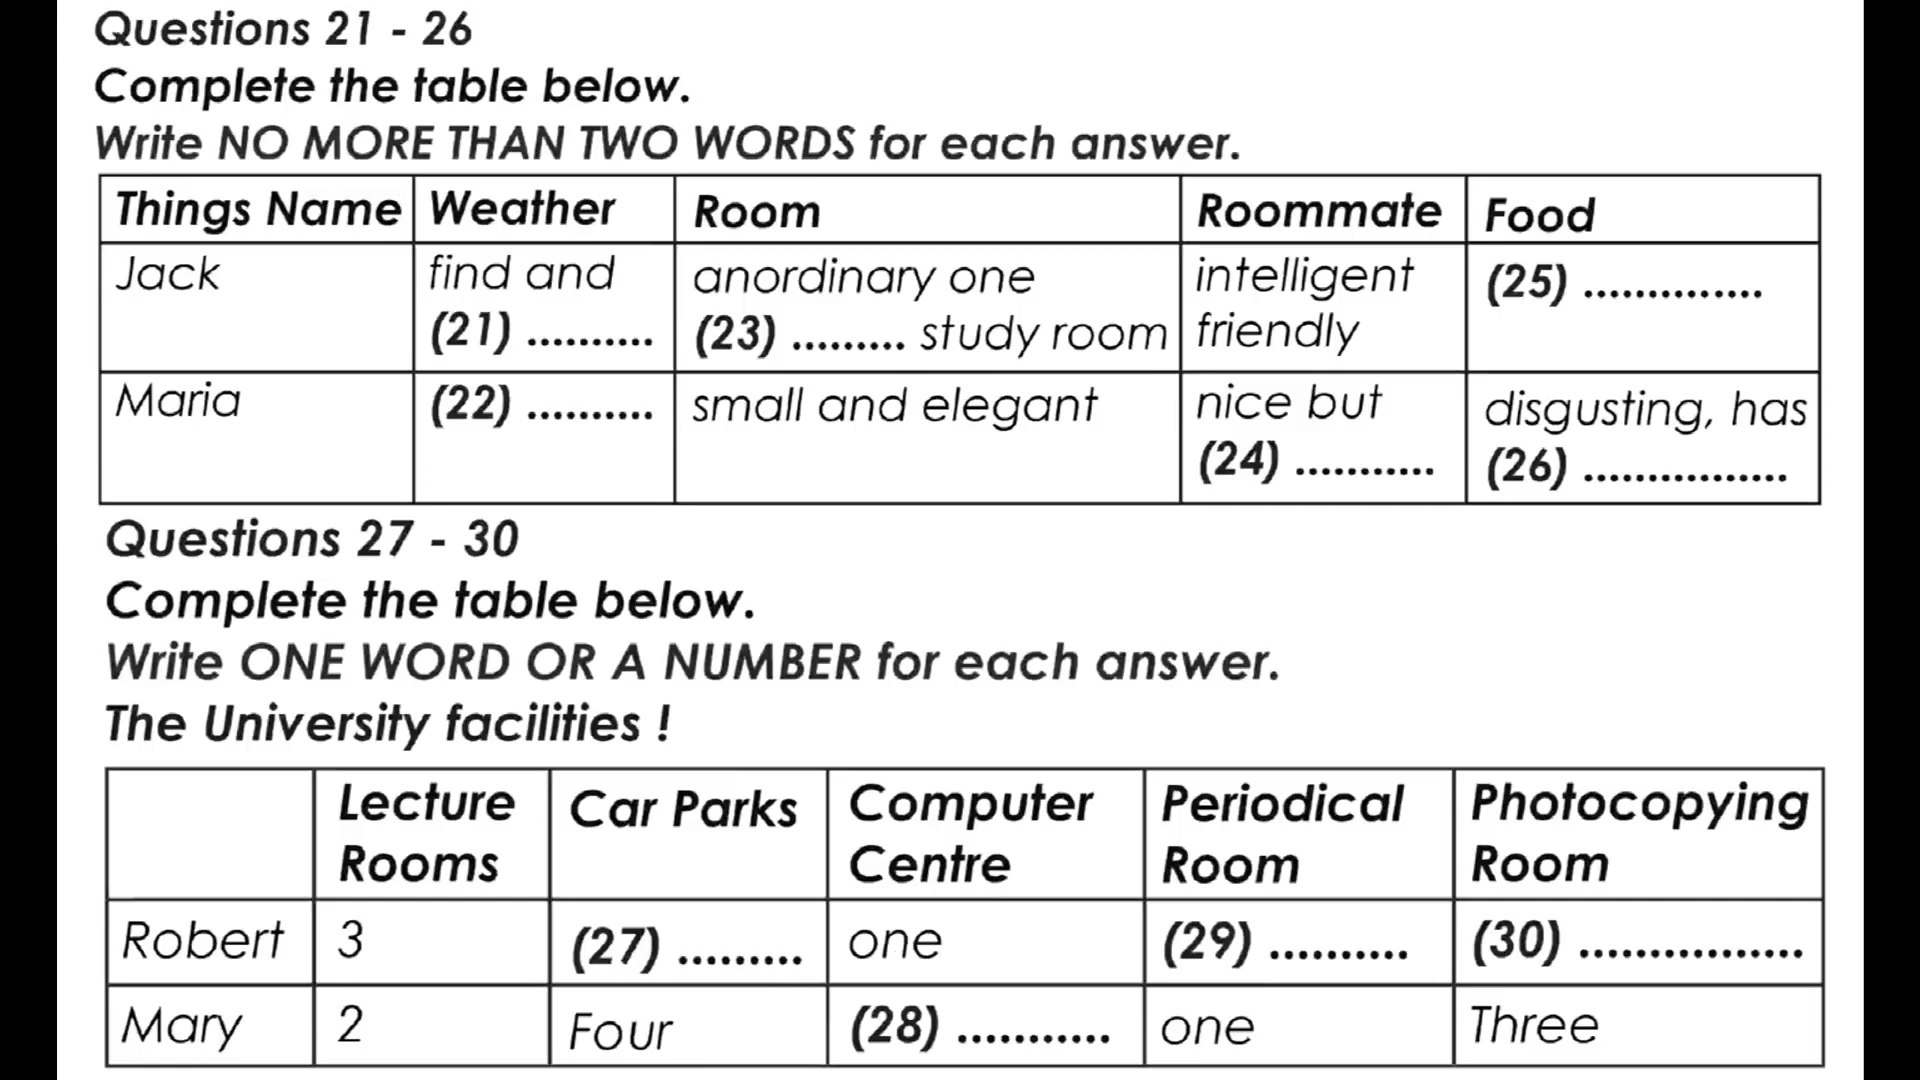 Questions 21 - 26
Complete the table below.
Write NO MORE THAN TWO WORDS for each answer.
Things Name Weather Room Roommate Food
Jack find and anordinary one intelligent (25) ..............
(21) .......... (23) ......... study room friendly
Maria (22) .......... small and elegant nice but disgusting, has
(24) ........... (26) ................
Questions 27 - 30
Complete the table below.
Write ONE WORD OR A NUMBER for each answer.
The University facilities !
Lecture Rooms Car Parks Computer Centre Periodical Room Photocopying Room
Robert 3 (27) ......... one (29) .......... (30) ................
Mary 2 Four (28) ........... one Three